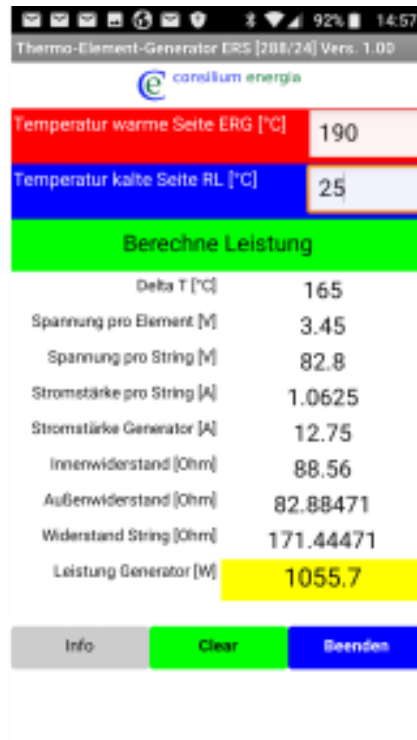 92% 14:57
Thermo-Element-Generator ERS [288/24] Vers. 1.00
consilium energia
Temperatur warme Seite ERG [°C] 190
Temperatur kalte Seite RL [°C] 25
Berechne Leistung
Delta T [°C] 165
Spannung pro Element [V] 3.45
Spannung pro String [V] 82.8
Stromstärke pro String [A] 1.0625
Stromstärke Generator [A] 12.75
Innenwiderstand [Ohm] 88.56
Außenwiderstand [Ohm] 82.88471
Widerstand String [Ohm] 171.44471
Leistung Generator [W] 1055.7
Info Clear Beenden